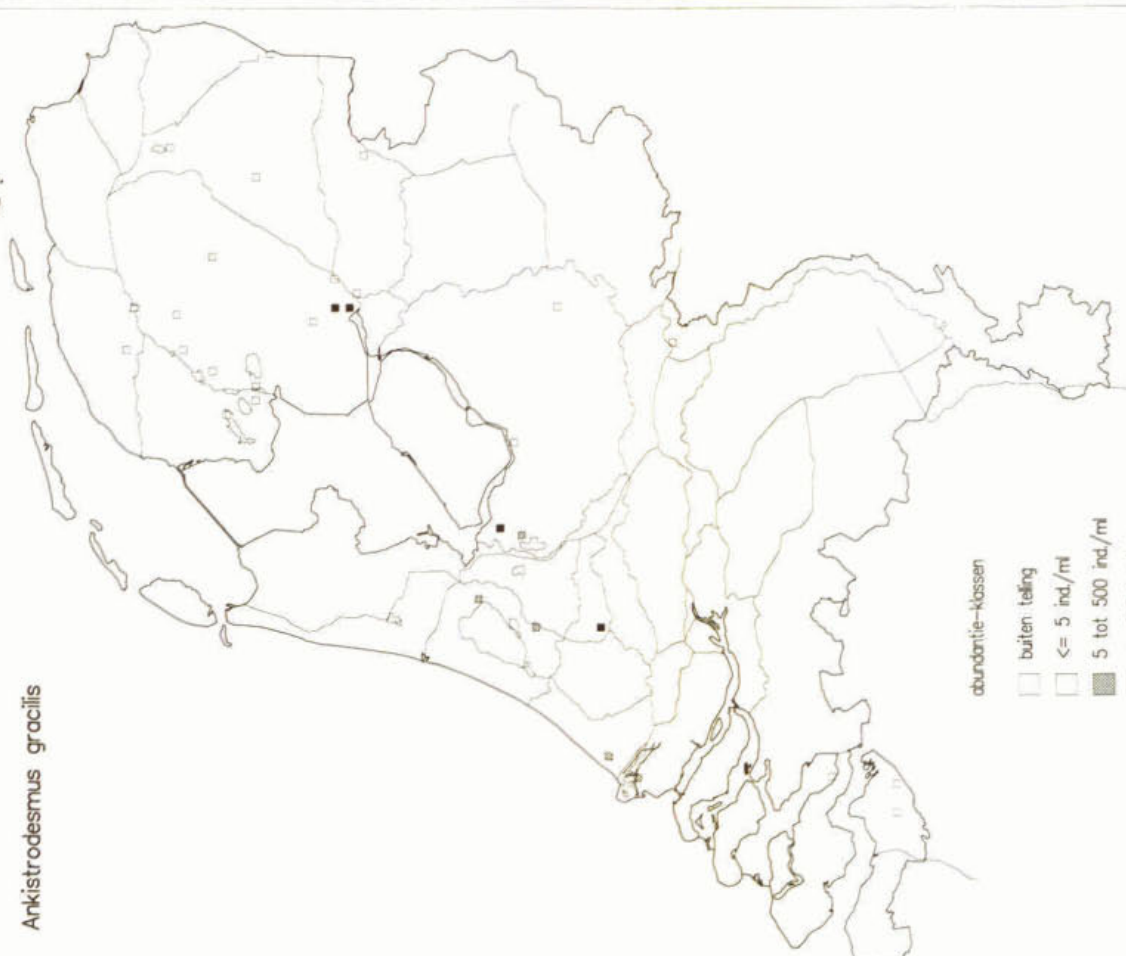 Ankistrodesmus gracilis
abundantie-klassen
buiten telling
<= 5 ind./ml
5 tot 500 ind./ml